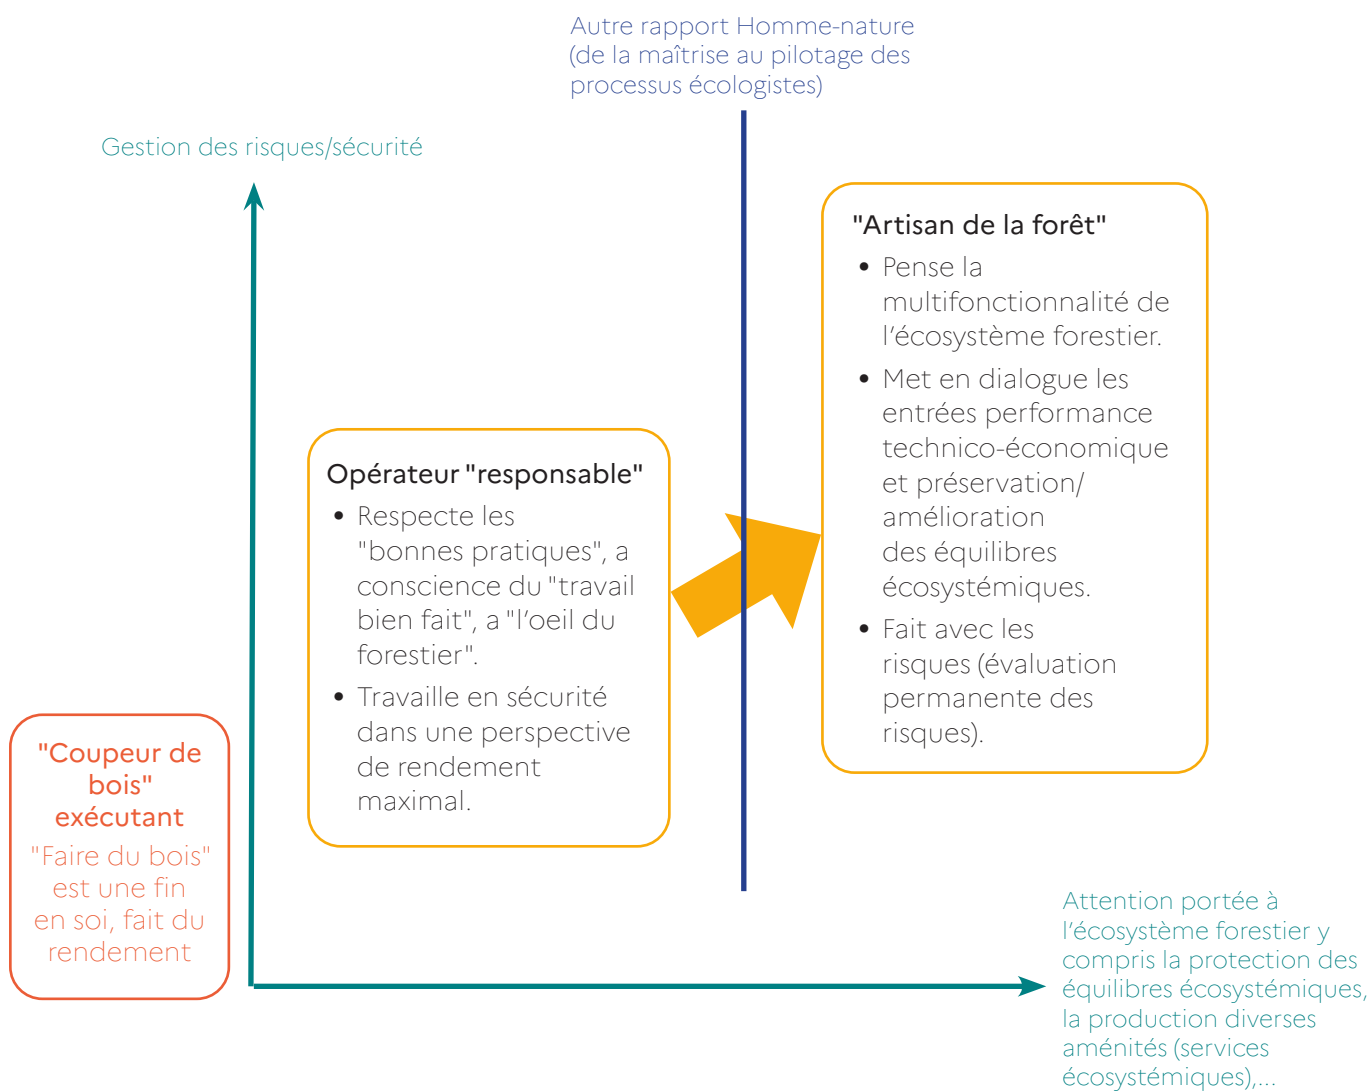 Autre rapport Homme-nature
(de la maîtrise au pilotage des
processus écologistes)
Gestion des risques/sécurité
"Artisan de la forêt"
• Pense la
multifonctionnalité de
l'écosystème forestier.
• Met en dialogue les
entrées performance
technico-économique
et préservation/
amélioration
des équilibres
écosystémiques.
• Fait avec les
risques (évaluation
permanente des
risques).
Opérateur "responsable"
• Respecte les
"bonnes pratiques", a
conscience du "travail
bien fait", a "l'oeil du
forestier".
• Travaille en sécurité
dans une perspective
de rendement
maximal.
"Coupeur de
bois"
exécutant
"Faire du bois"
est une fin
en soi, fait du
rendement
Attention portée à
l'écosystème forestier y
compris la protection des
équilibres écosystémiques,
la production diverses
aménités (services
écosystémiques),...